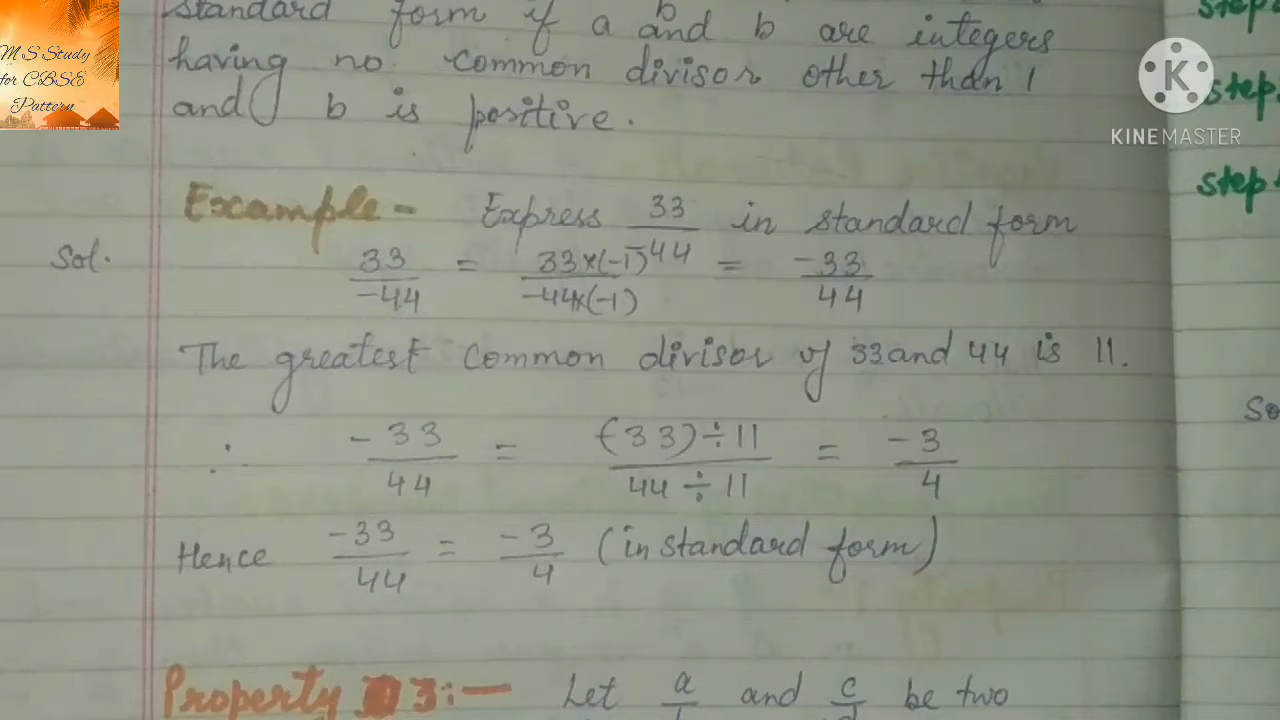 standard form if a/b a and b are integers
having no common divisor other than 1
and b is positive.
Example - Express 33/-44 in standard form
Sol. 33/-44 = 33×(-1)/-44×(-1) = -33/44
The greatest common divisor of 33 and 44 is 11.
∴ -33/44 = (-33)÷11/44÷11 = -3/4
Hence -33/44 = -3/4 (in standard form)
Property 3:- Let a and c be two
step
step
step
So
MS Study
for CBSE
Pattern
K
KINEMASTER